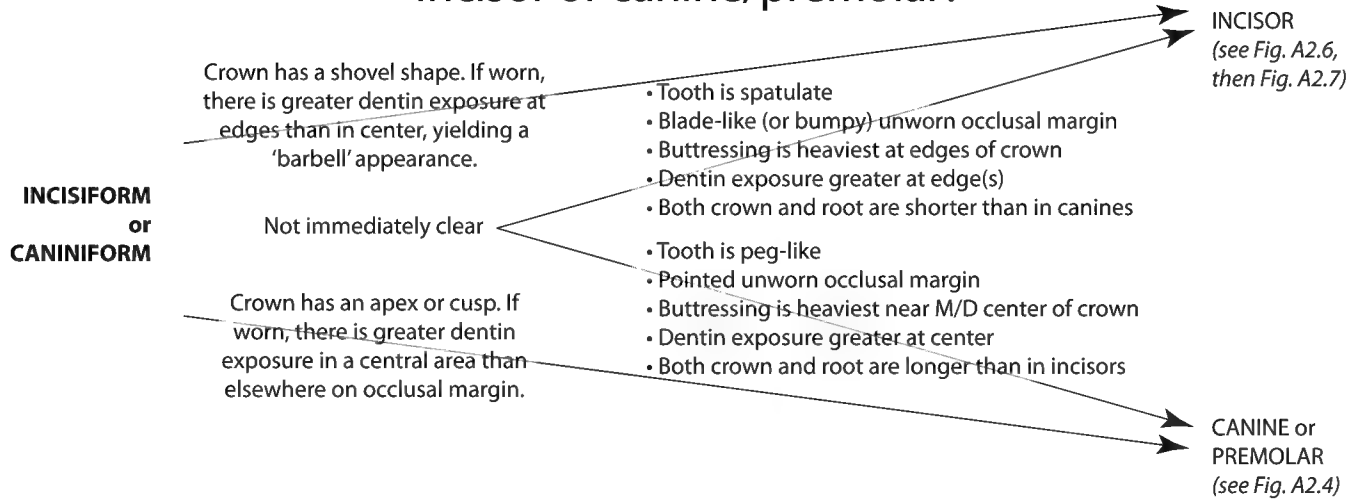 incisor or canine/premolar?
INCISOR
(see Fig. A2.6,
then Fig. A2.7)
Crown has a shovel shape. If worn,
there is greater dentin exposure at
edges than in center, yielding a
‘barbell’ appearance.
• Tooth is spatulate
• Blade-like (or bumpy) unworn occlusal margin
• Buttressing is heaviest at edges of crown
• Dentin exposure greater at edge(s)
• Both crown and root are shorter than in canines
INCISIFORM
or
CANINIFORM
Not immediately clear
• Tooth is peg-like
• Pointed unworn occlusal margin
• Buttressing is heaviest near M/D center of crown
• Dentin exposure greater at center
• Both crown and root are longer than in incisors
Crown has an apex or cusp. If
worn, there is greater dentin
exposure in a central area than
elsewhere on occlusal margin.
CANINE or
PREMOLAR
(see Fig. A2.4)